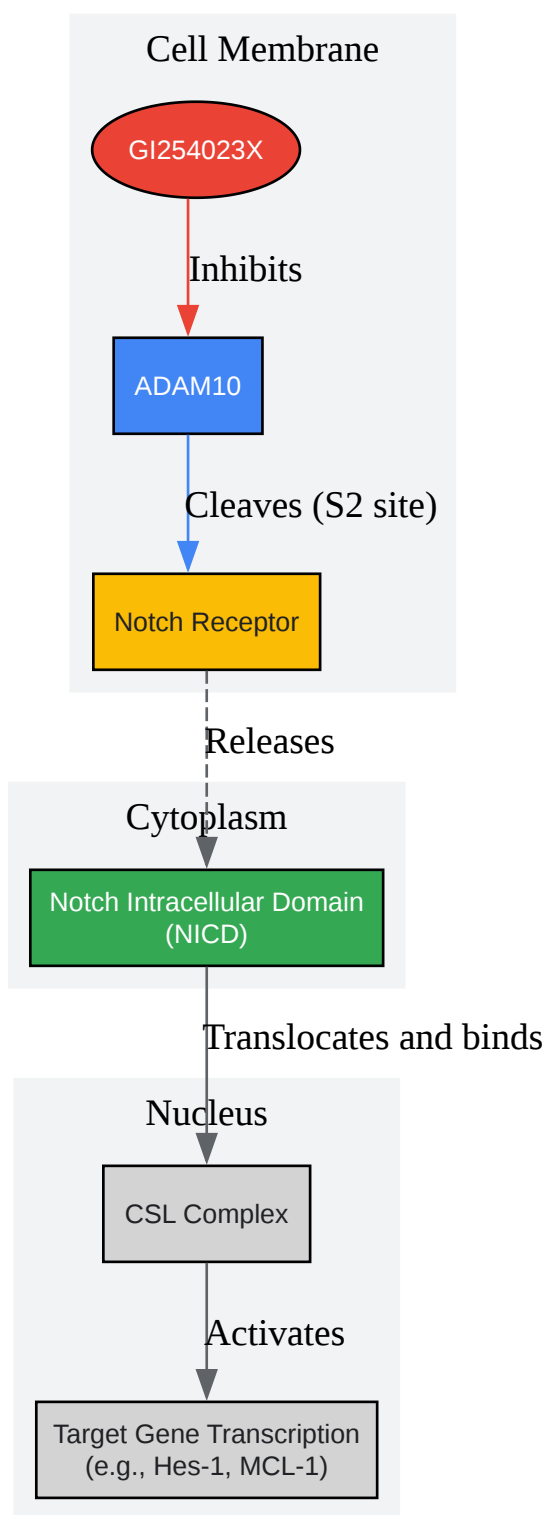 Cell Membrane
GI254023X
Inhibits
ADAM10
Cleaves (S2 site)
Notch Receptor
Releases
Cytoplasm
Notch Intracellular Domain
(NICD)
Translocates and binds
Nucleus
CSL Complex
Activates
Target Gene Transcription
(e.g., Hes-1, MCL-1)